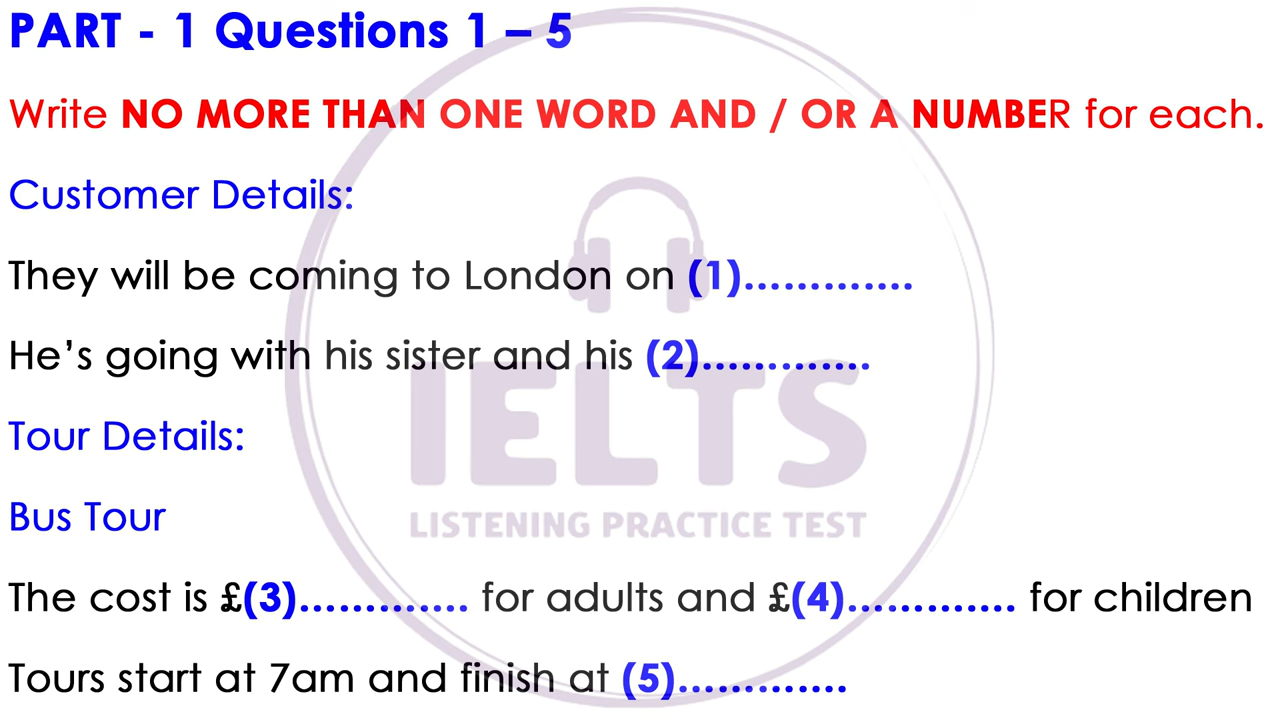 PART - 1 Questions 1 – 5
Write NO MORE THAN ONE WORD AND / OR A NUMBER for each.
Customer Details:
They will be coming to London on (1)………….
He’s going with his sister and his (2)………….
IELTS
Tour Details:
Bus Tour
LISTENING PRACTICE TEST
The cost is £(3)…………. for adults and £(4)…………. for children
Tours start at 7am and finish at (5)………….